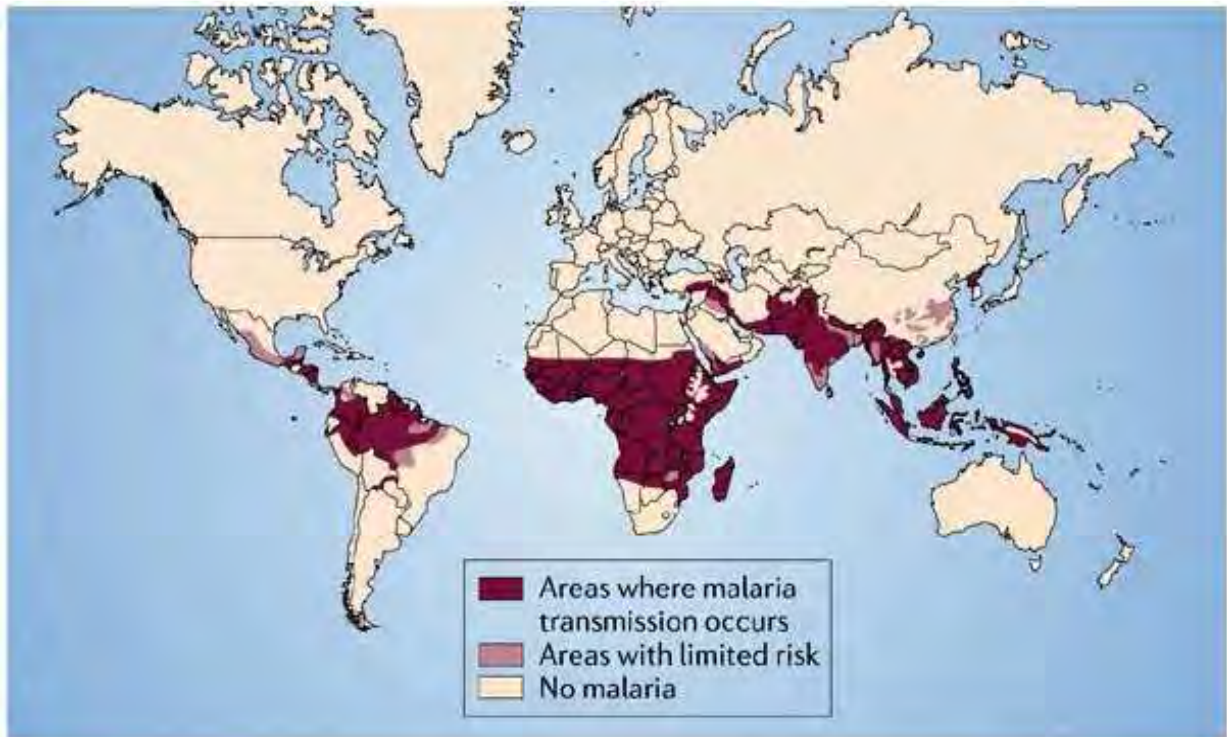 Areas where malaria
transmission occurs
Areas with limited risk
No malaria